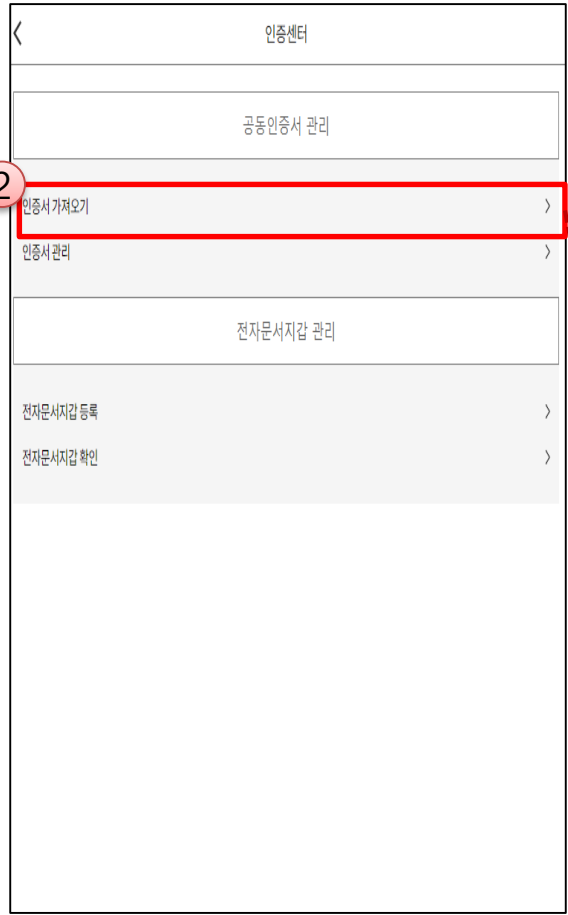 인증센터
공동인증서 관리
2
인증서 가져오기
인증서 관리
전자문서지갑 관리
전자문서지갑 등록
전자문서지갑 확인